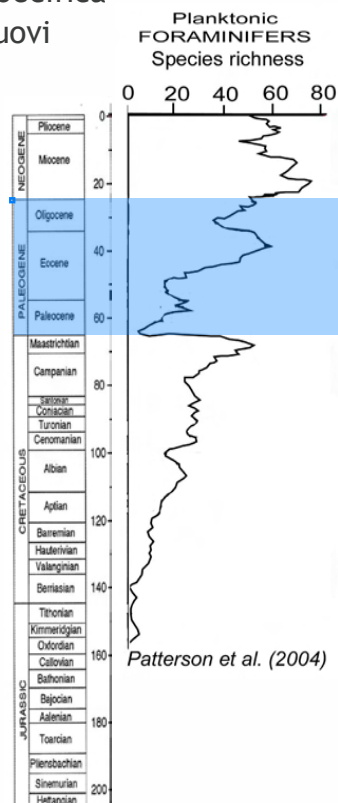 uovi
Planktonic
FORAMINIFERS
Species richness
0 20 40 60 80
NEOGENE
Pliocene
Miocene
PALEOGENE
Oligocene
Eocene
Paleocene
CRETACEOUS
Maastrichtian
Campanian
Santonian
Coniacian
Turonian
Cenomanian
Albian
Aptian
Barremian
Hauterivian
Valanginian
Berriasian
JURASSIC
Tithonian
Kimmeridgian
Oxfordian
Callovian
Bathonian
Bajocian
Aalenian
Toarcian
Pliensbachian
Sinemurian
Hettangian
0
20
40
60
80
100
120
140
160
180
200
Patterson et al. (2004)